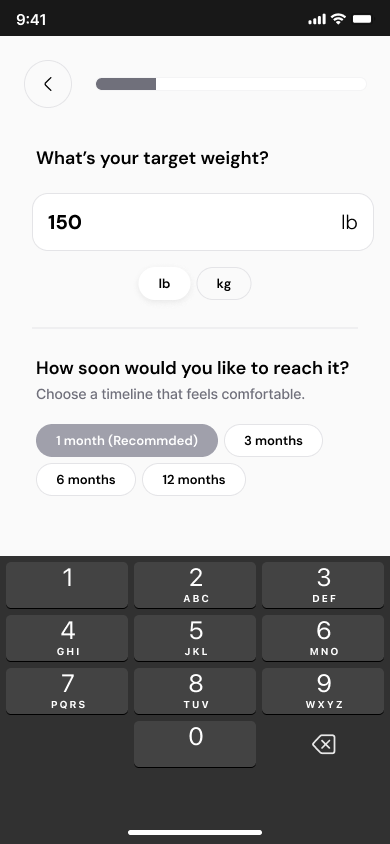 9:41
What's your target weight?
150 lb
lb kg
How soon would you like to reach it?
Choose a timeline that feels comfortable.
1 month (Recommded) 3 months
6 months 12 months
1 2 3
ABC DEF
4 5 6
GHI JKL MNO
7 8 9
PQRS TUV WXYZ
0